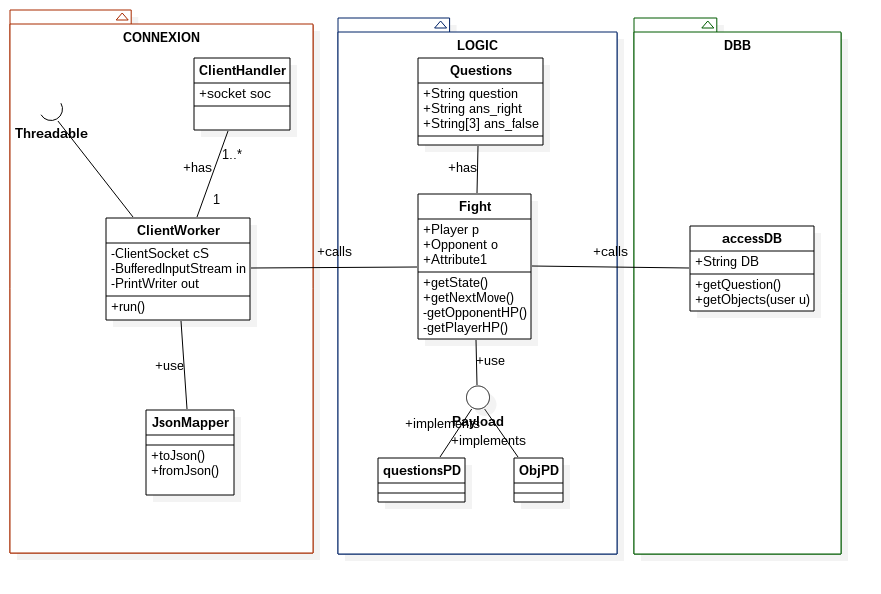 CONNEXION
ClientHandler
+socket soc
Threadable
1..*
+has
1
ClientWorker
-ClientSocket cS
-BufferedInputStream in
-PrintWriter out
+run()
+use
JsonMapper
+toJson()
+fromJson()
+calls
LOGIC
Questions
+String question
+String ans_right
+String[3] ans_false
+has
Fight
+Player p
+Opponent o
+Attribute1
+getState()
+getNextMove()
-getOpponentHP()
-getPlayerHP()
+use
Payload
+implements
+implements
questionsPD
ObjPD
+calls
DBB
accessDB
+String DB
+getQuestion()
+getObjects(user u)